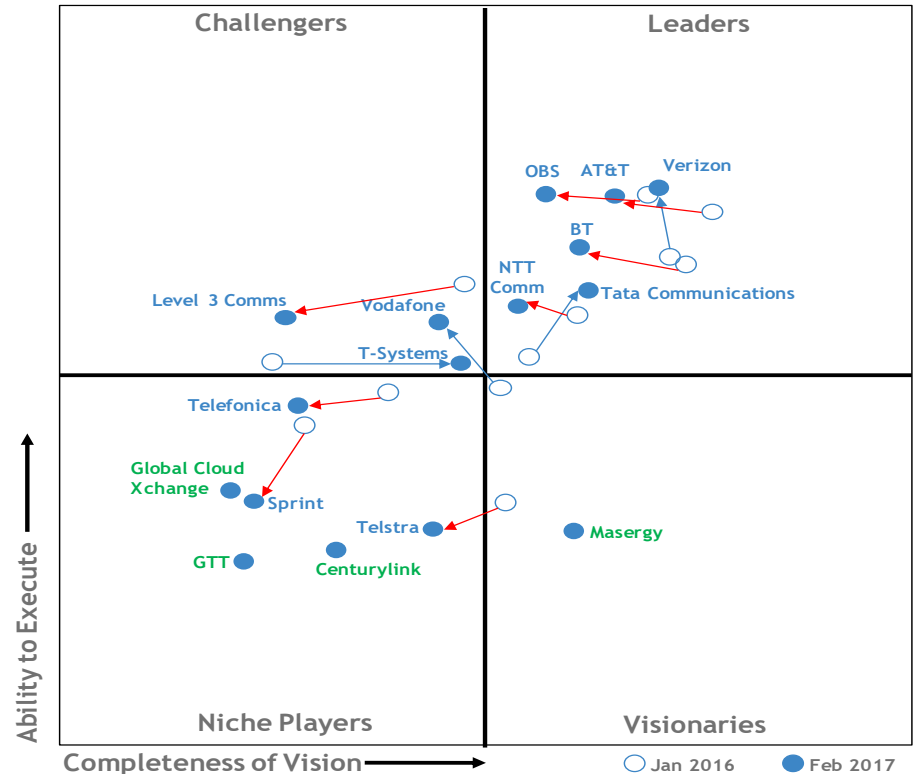 Challengers
Leaders
OBS
AT&T
Verizon
BT
NTT
Comm
Tata Communications
Level 3 Comms
Vodafone
T-Systems
Telefonica
Global Cloud
Xchange
Sprint
Telstra
Masergy
GTT
Centurylink
Ability to Execute
Niche Players
Visionaries
Completeness of Vision
Jan 2016
Feb 2017